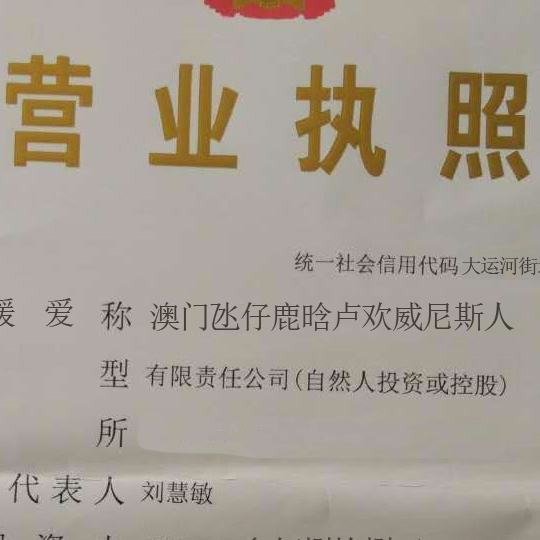 营业执照
统一社会信用代码 大运河街
爱 称 澳门氹仔鹿晗卢欢威尼斯人
型 有限责任公司(自然人投资或控股)
所
代表人 刘慧敏